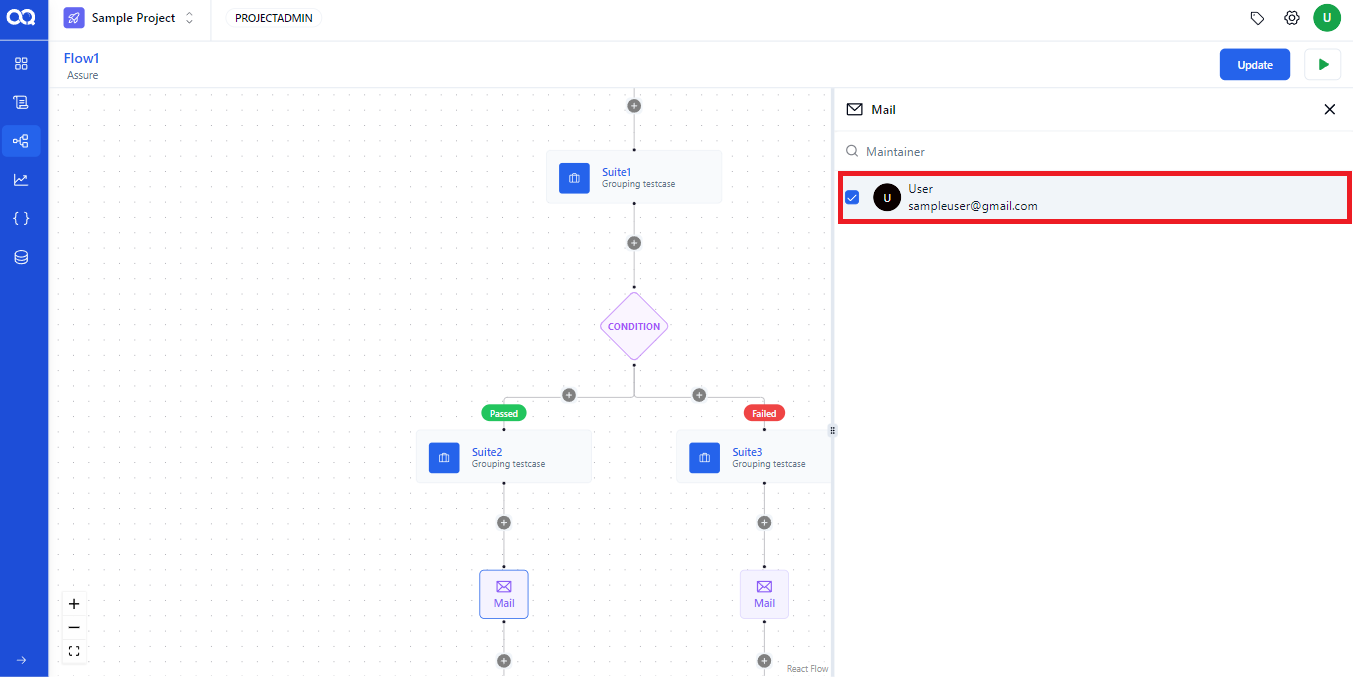 Sample Project
PROJECTADMIN
U
Flow1
Assure
Update
Mail
Maintainer
U
User
sampleuser@gmail.com
Suite1
Grouping testcase
CONDITION
Passed
Failed
Suite2
Grouping testcase
Suite3
Grouping testcase
Mail
Mail
React Flow